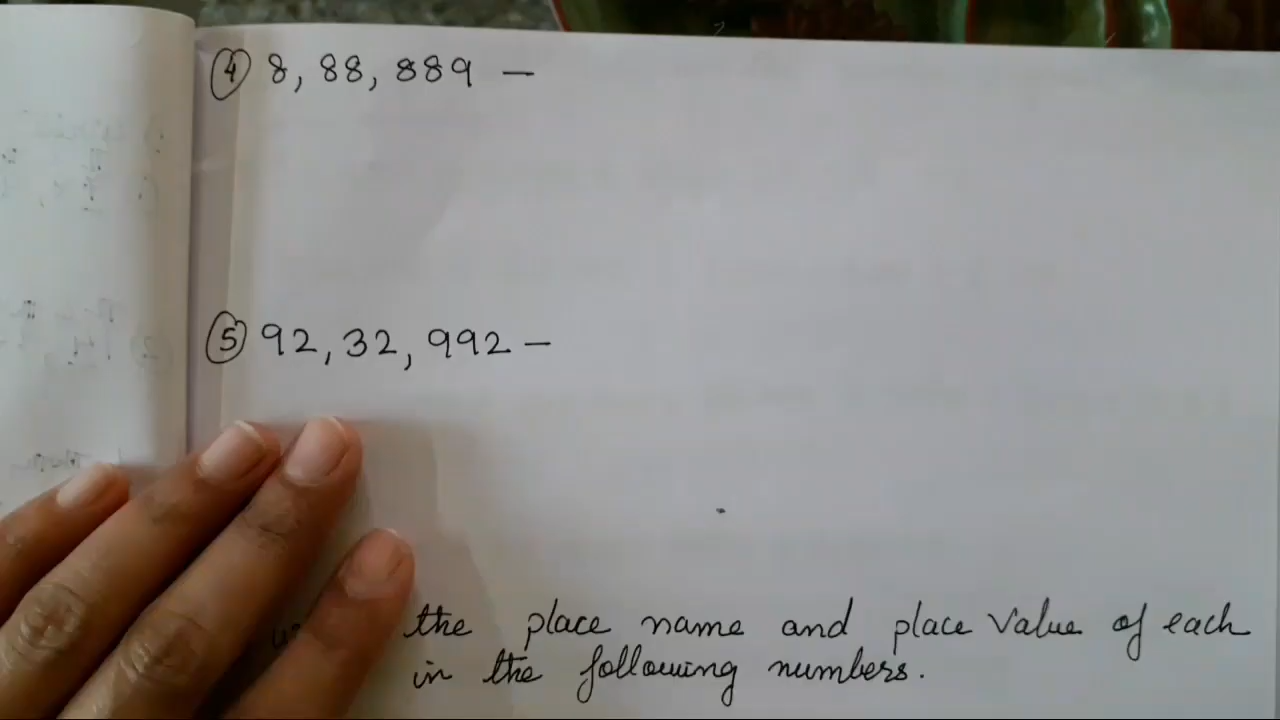 ④ 8, 88, 889 —
⑤ 92, 32, 992 —
the place name and place value of each
in the following numbers.